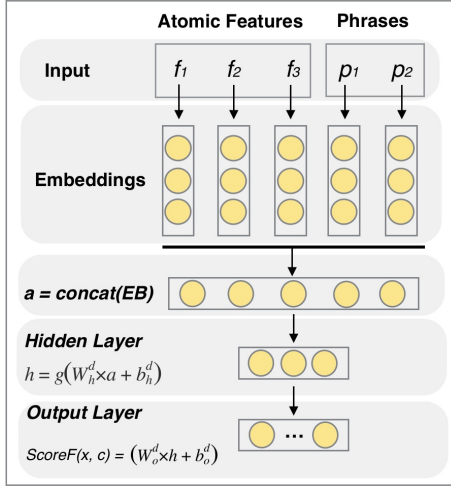 Atomic Features Phrases
Input f1 f2 f3 p1 p2
Embeddings
a = concat(EB)
Hidden Layer
h = g(W_h^d×a + b_h^d)
Output Layer
...
ScoreF(x, c) = (W_o^d×h + b_o^d)